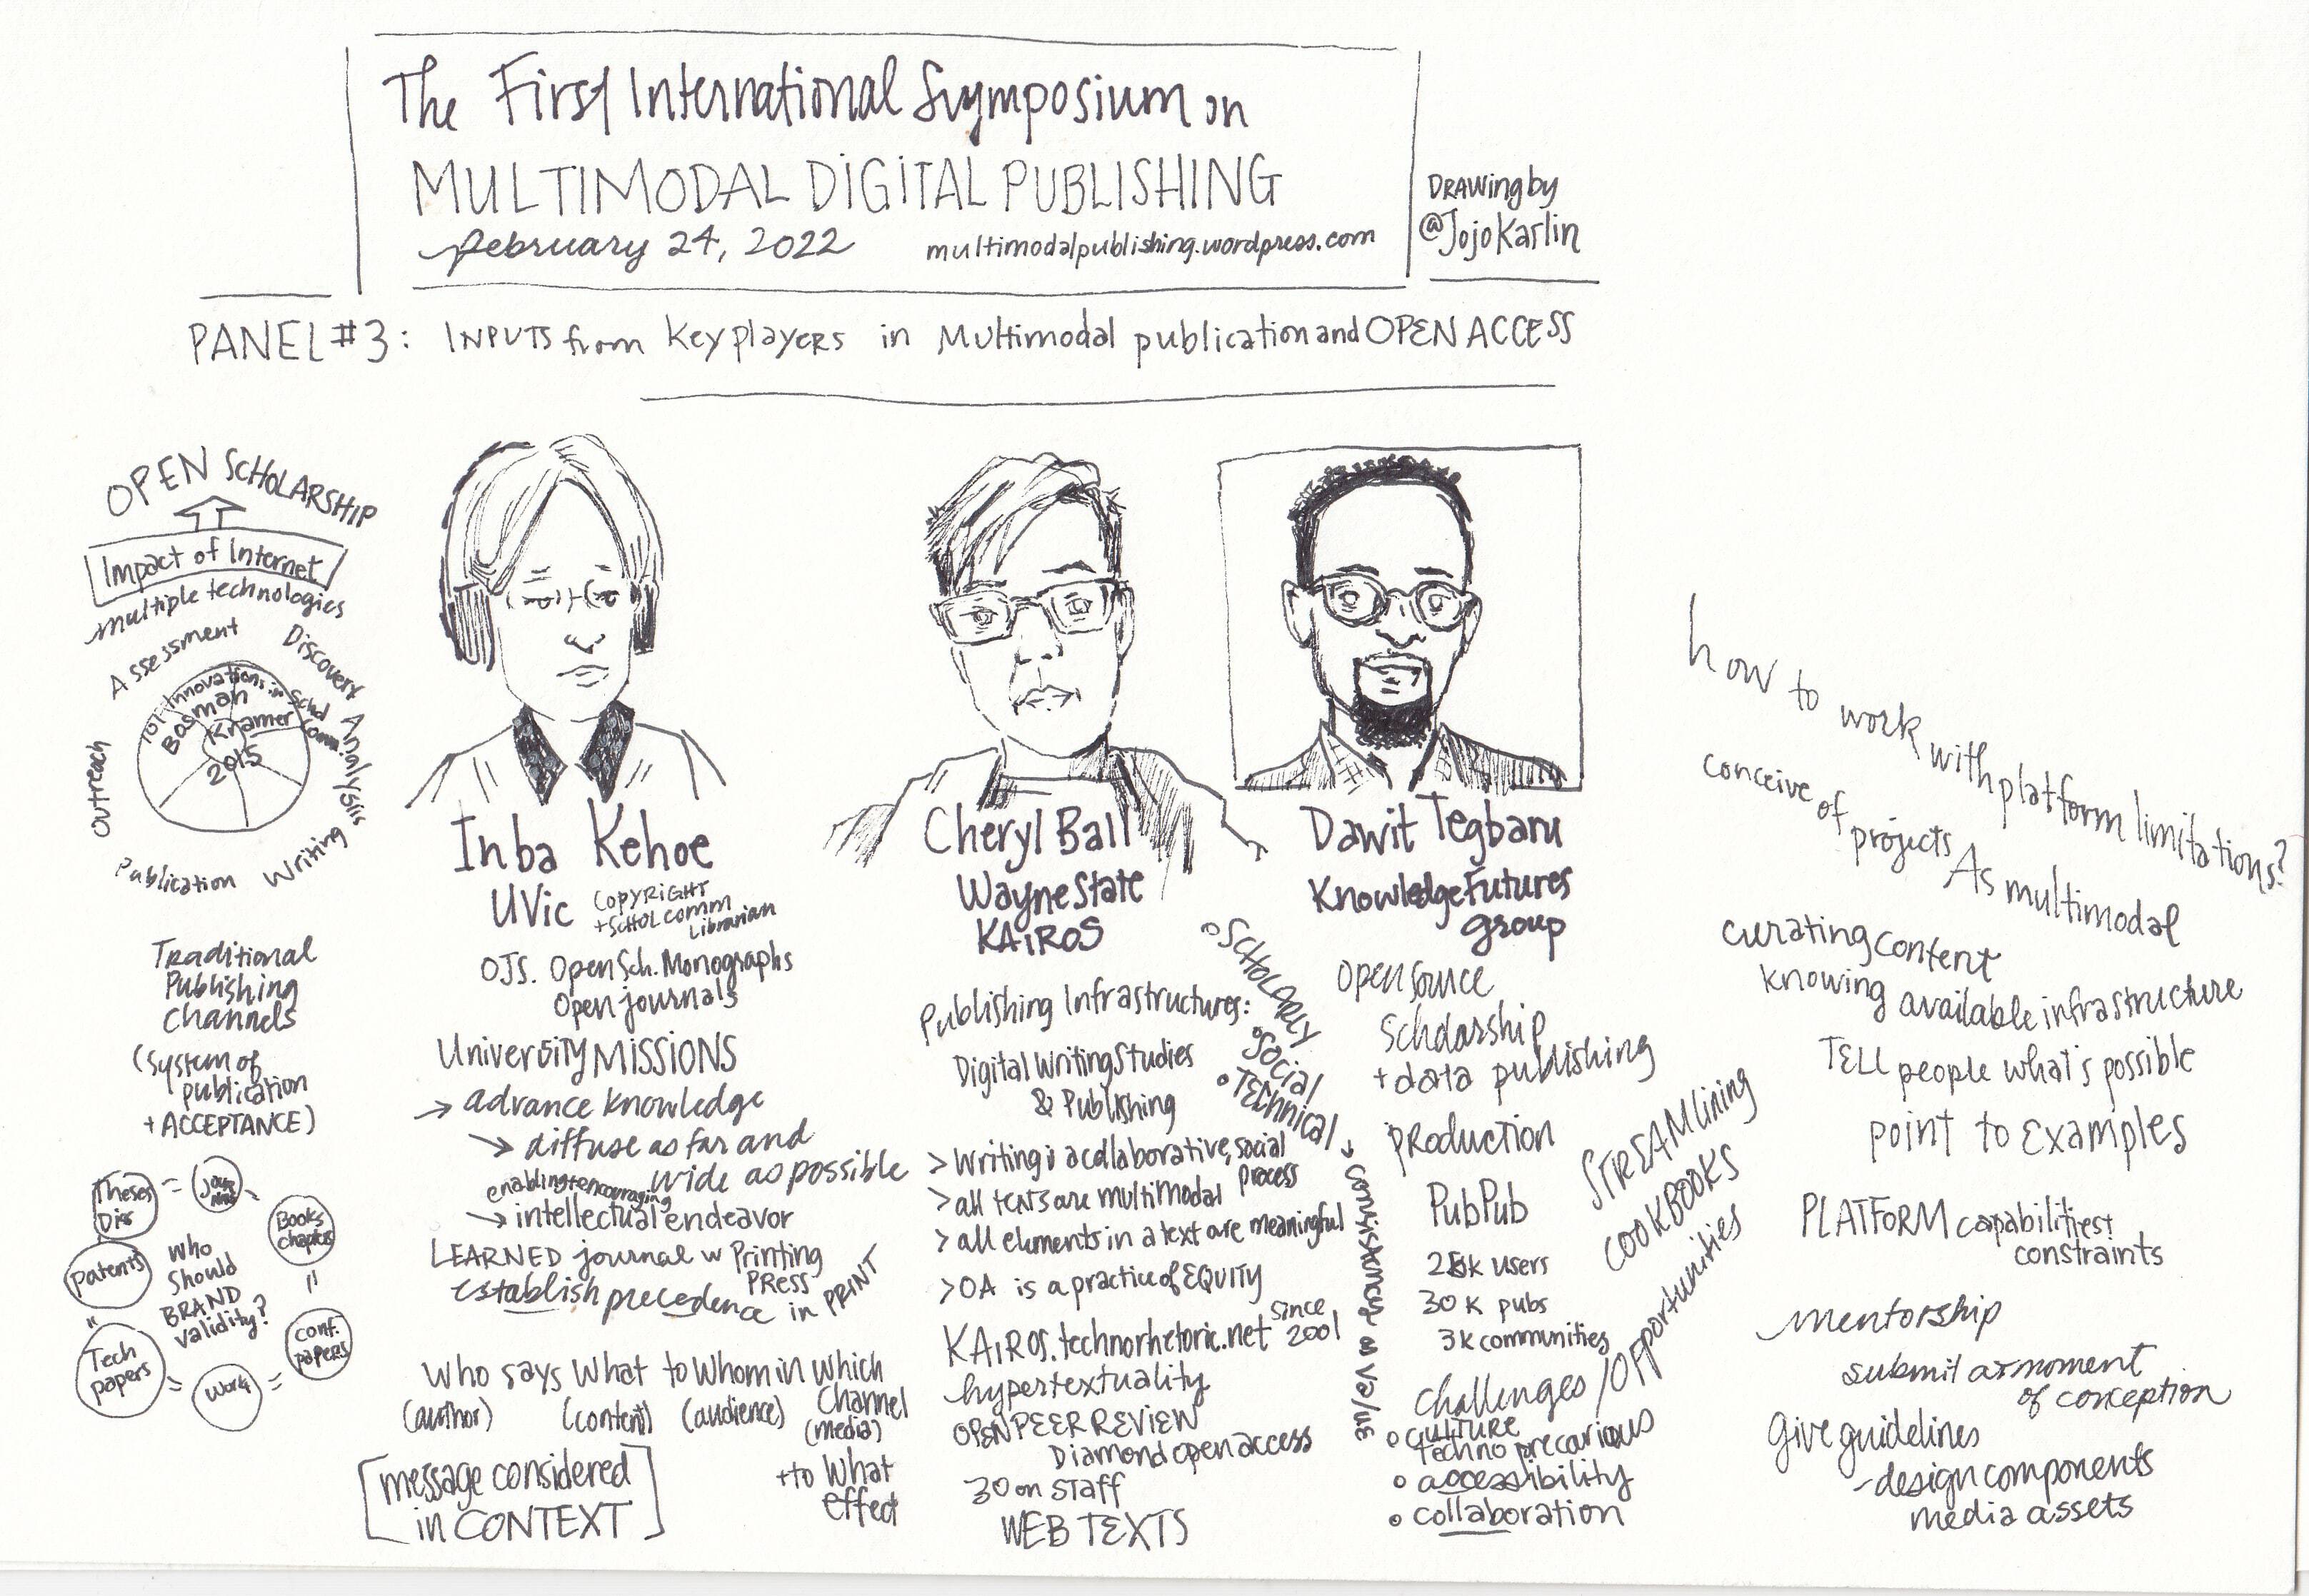 The First International Symposium on
MULTIMODAL DIGITAL PUBLISHING
February 24, 2022
multimodalpublishing.wordpress.com
DRAWing by
@JojoKarlin
PANEL #3: INPUTS from Key players in Multimodal publication and OPEN ACCESS
OPEN SCHOLARSHIP
Impact of Internet
multiple technologies
Assessment
Discovery
Analysis
Writing
Publication
Outreach
101 Innovations in Schol Comm
Bosman
Kramer
2015
Traditional
Publishing
Channels
(system of
publication
+ ACCEPTANCE)
Theses
Diss
Journals
Books
chapters
conf.
papers
Work
Tech
papers
patents
who
should
BRAND
validity?
Inba Kehoe
UVic
COPYRIGHT
+ SCHOL COMM
Librarian
OJS. Open Sch. Monographs
Open journals
University MISSIONS
→ advance knowledge
→ diffuse as far and
wide as possible
enabling + encouraging
→ intellectual endeavor
LEARNED journal w Printing
PRess
establish precedence in PRINT
Who says What to Whom in Which
Channel
(author) (content) (audience) (media)
+ to What
effect
[message considered
in CONTEXT]
Cheryl Ball
Wayne State
KAIROS
Publishing Infrastructures:
• SCHOLARLY
• Social
• TECHnical
Digital Writing Studies
& Publishing
> Writing is a collaborative, social
process
> all texts are multimodal
> all elements in a text are meaningful
> OA is a practice of EQUITY
KAIROS.technorhetoric.net
since
2001
hypertextuality
OPEN PEER REVIEW
Diamond open access
30 on staff
WEB TEXTS
consistency as value
Dawit Tegbaru
Knowledge Futures
group
open source
Scholarship
+ data publishing
PRoduction
PubPub
30 K pubs
3k communities
STREAMlining
COOKBOOKS
challenges / opportunities
• culture
Techno precarious
• accessibility
• collaboration
how to work with platform limitations?
conceive of projects As multimodal
curating content
knowing available infrastructure
TELL people what's possible
point to Examples
PLATFORM capabilities +
constraints
mentorship
submit as moment
of conception
Give guidelines
- design components
media assets